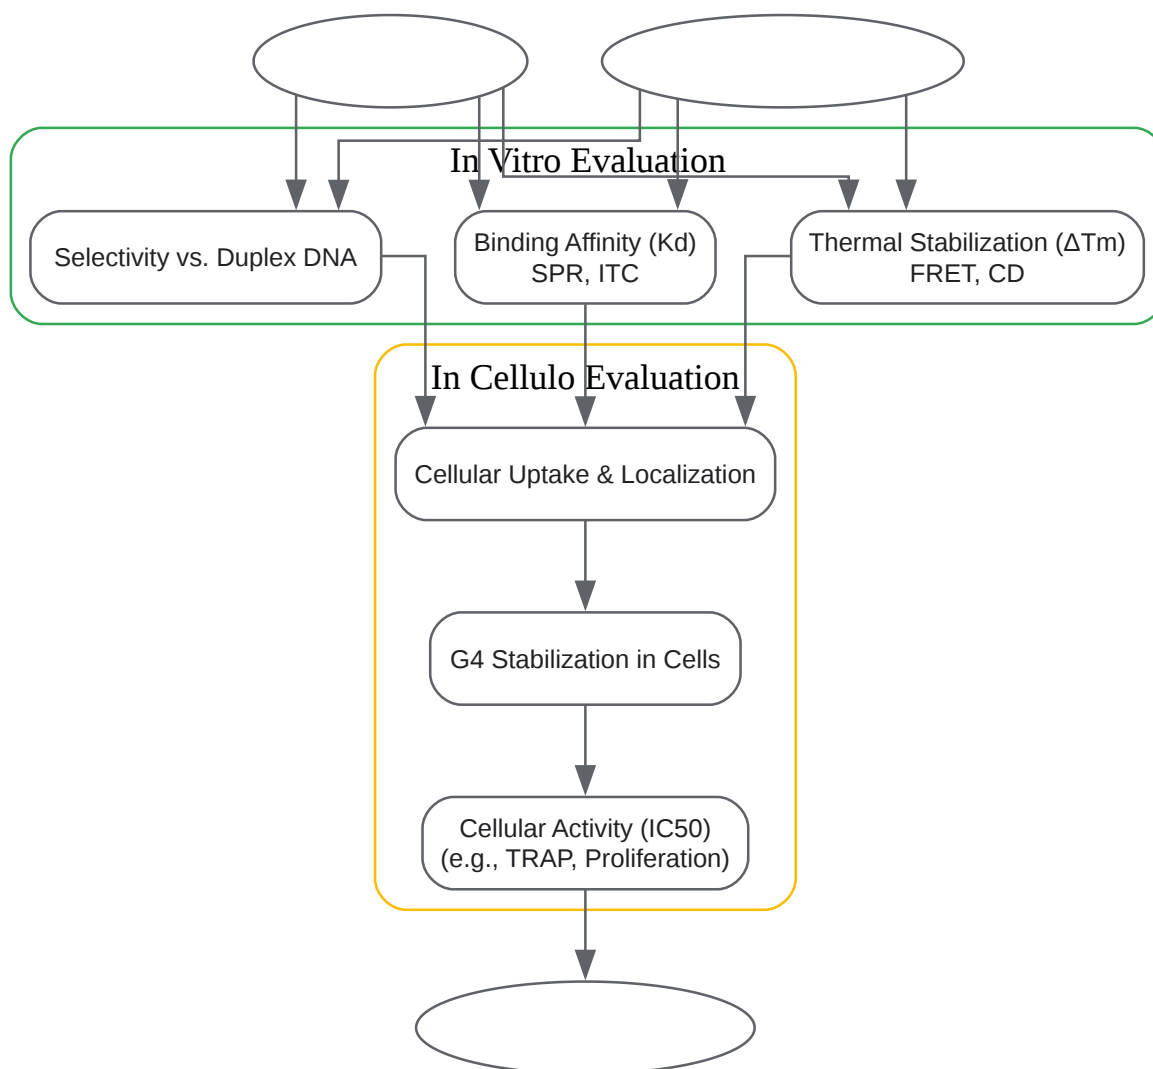 In Vitro Evaluation
Selectivity vs. Duplex DNA
Binding Affinity (Kd)
SPR, ITC
Thermal Stabilization (ΔTm)
FRET, CD
In Cellulo Evaluation
Cellular Uptake & Localization
G4 Stabilization in Cells
Cellular Activity (IC50)
(e.g., TRAP, Proliferation)